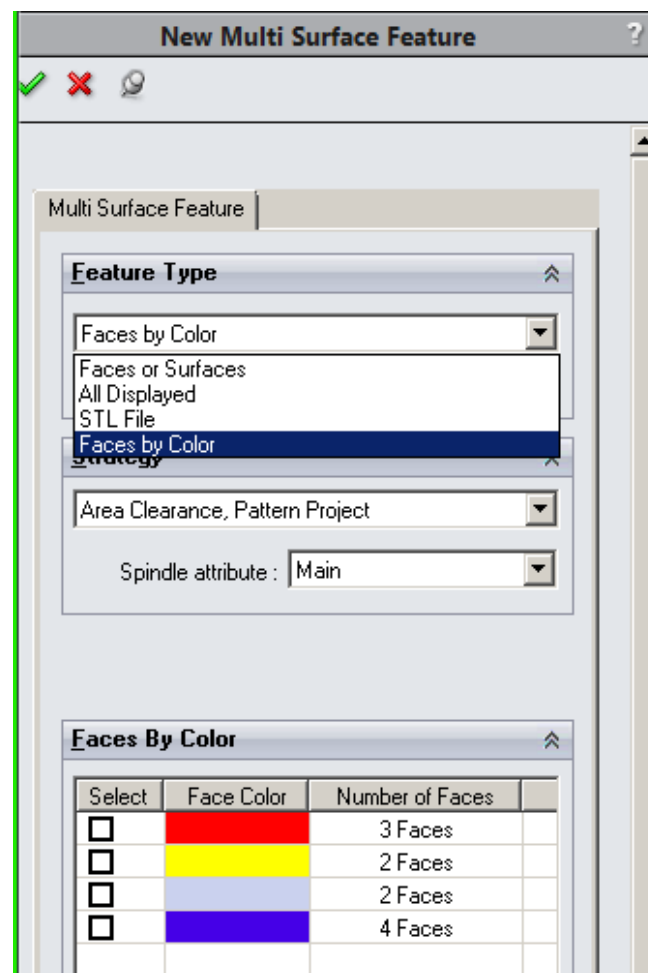 New Multi Surface Feature ?
Multi Surface Feature
Feature Type
Faces by Color
Faces or Surfaces
All Displayed
STL File
Faces by Color
Strategy
Area Clearance, Pattern Project
Spindle attribute : Main
Faces By Color
Select Face Color Number of Faces
3 Faces
2 Faces
2 Faces
4 Faces